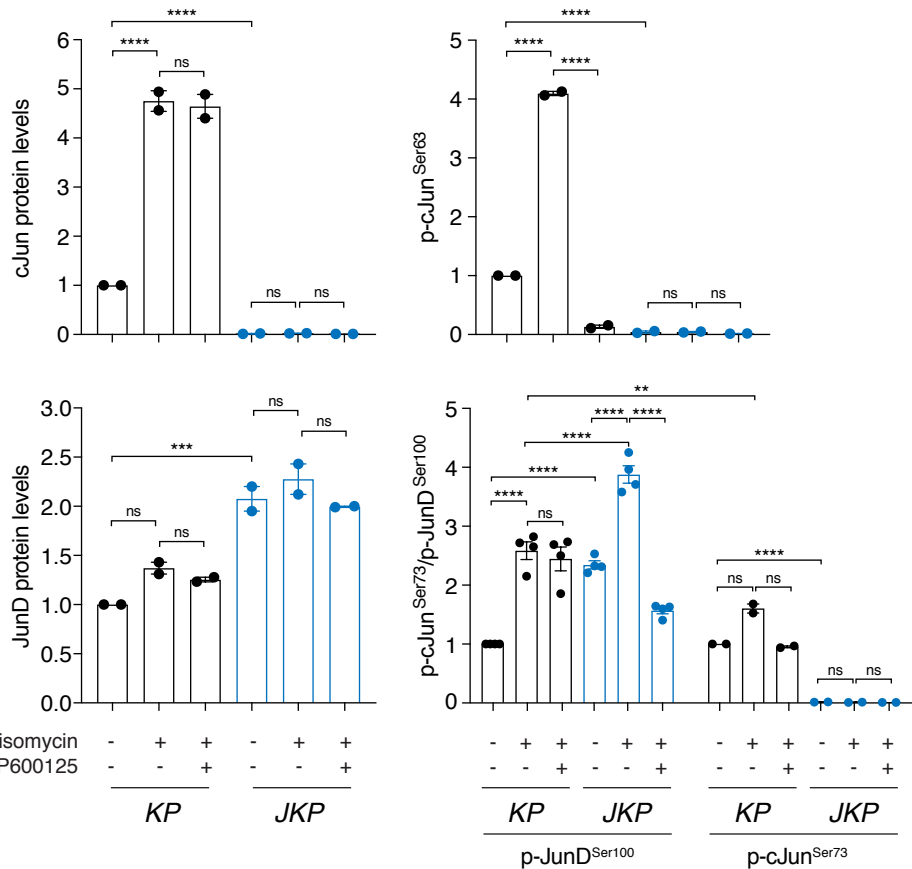 ****
****
ns
ns
ns
cJun protein levels
6
5
4
3
2
1
0
****
****
****
ns
ns
p-cJun Ser63
5
4
3
2
1
0
ns
ns
***
ns
ns
JunD protein levels
3.0
2.5
2.0
1.5
1.0
0.5
0.0
**
**** ****
****
****
****
ns
****
ns ns
ns ns
p-cJun Ser73/p-JunD Ser100
5
4
3
2
1
0
isomycin - + + - + + - + + - + + - + + - + +
P600125 - - + - - + - - + - - + - - + - - +
KP JKP KP JKP KP JKP
p-JunD Ser100 p-cJun Ser73